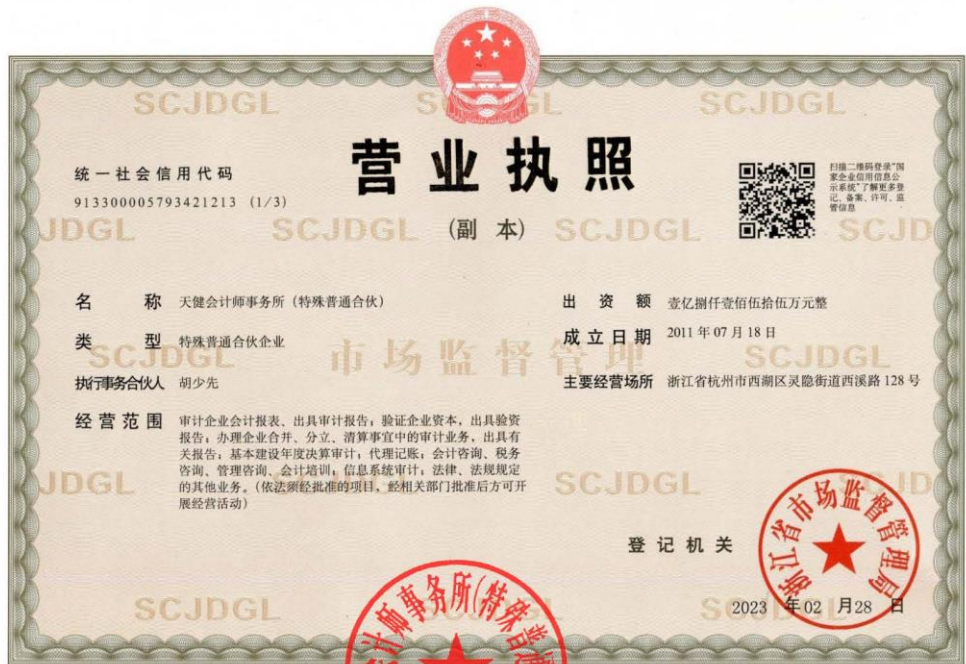 营业执照
(副 本)
统一社会信用代码
913300005793421213 (1/3)
扫描二维码登录“国
家企业信用信息公
示系统”了解更多登
记、备案、许可、监
管信息
名 称 天健会计师事务所（特殊普通合伙）
类 型 特殊普通合伙企业
执行事务合伙人 胡少先
经营范围 审计企业会计报表、出具审计报告；验证企业资本，出具验资
报告；办理企业合并、分立、清算事宜中的审计业务，出具有
关报告；基本建设年度决算审计；代理记账；会计咨询、税务
咨询、管理咨询、会计培训；信息系统审计；法律、法规规定
的其他业务。（依法须经批准的项目，经相关部门批准后方可开
展经营活动）
出 资 额 壹亿捌仟壹佰伍拾伍万元整
成立日期 2011年07月18日
主要经营场所 浙江省杭州市西湖区灵隐街道西溪路128号
登记机关
浙江省市场监督管理局
2023 年02 月28 日
计师事务所(特殊普通
市场监督管理
SCJDGL
SCJDGL
SCJDGL
SCJDGL
SCJDGL
SCJDGL
SCJDGL
SCJDGL